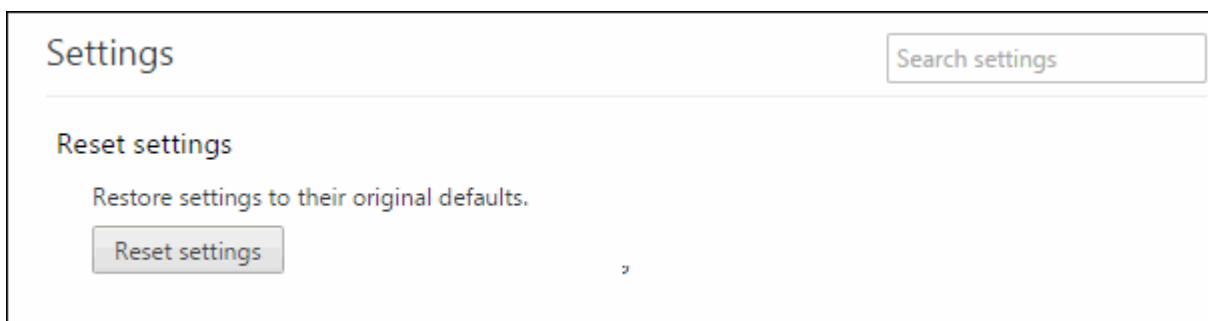 Settings
Search settings
Reset settings
Restore settings to their original defaults.
Reset settings